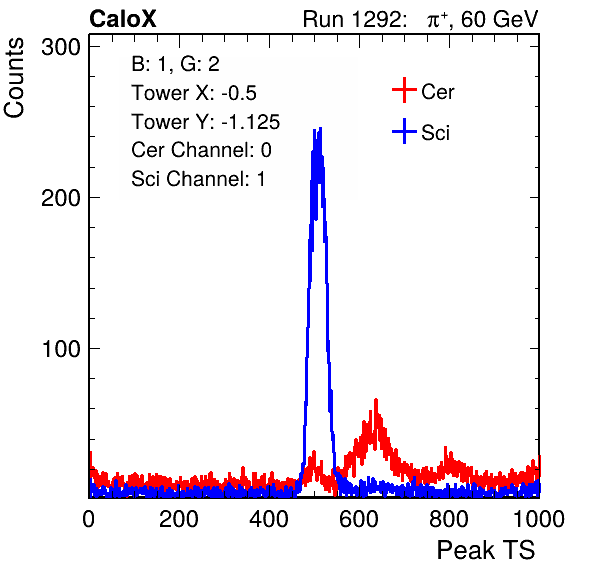 CaloX Run 1292: π+, 60 GeV
Counts
300
200
100
B: 1, G: 2
Tower X: -0.5
Tower Y: -1.125
Cer Channel: 0
Sci Channel: 1
Cer
Sci
0 200 400 600 800 1000
Peak TS